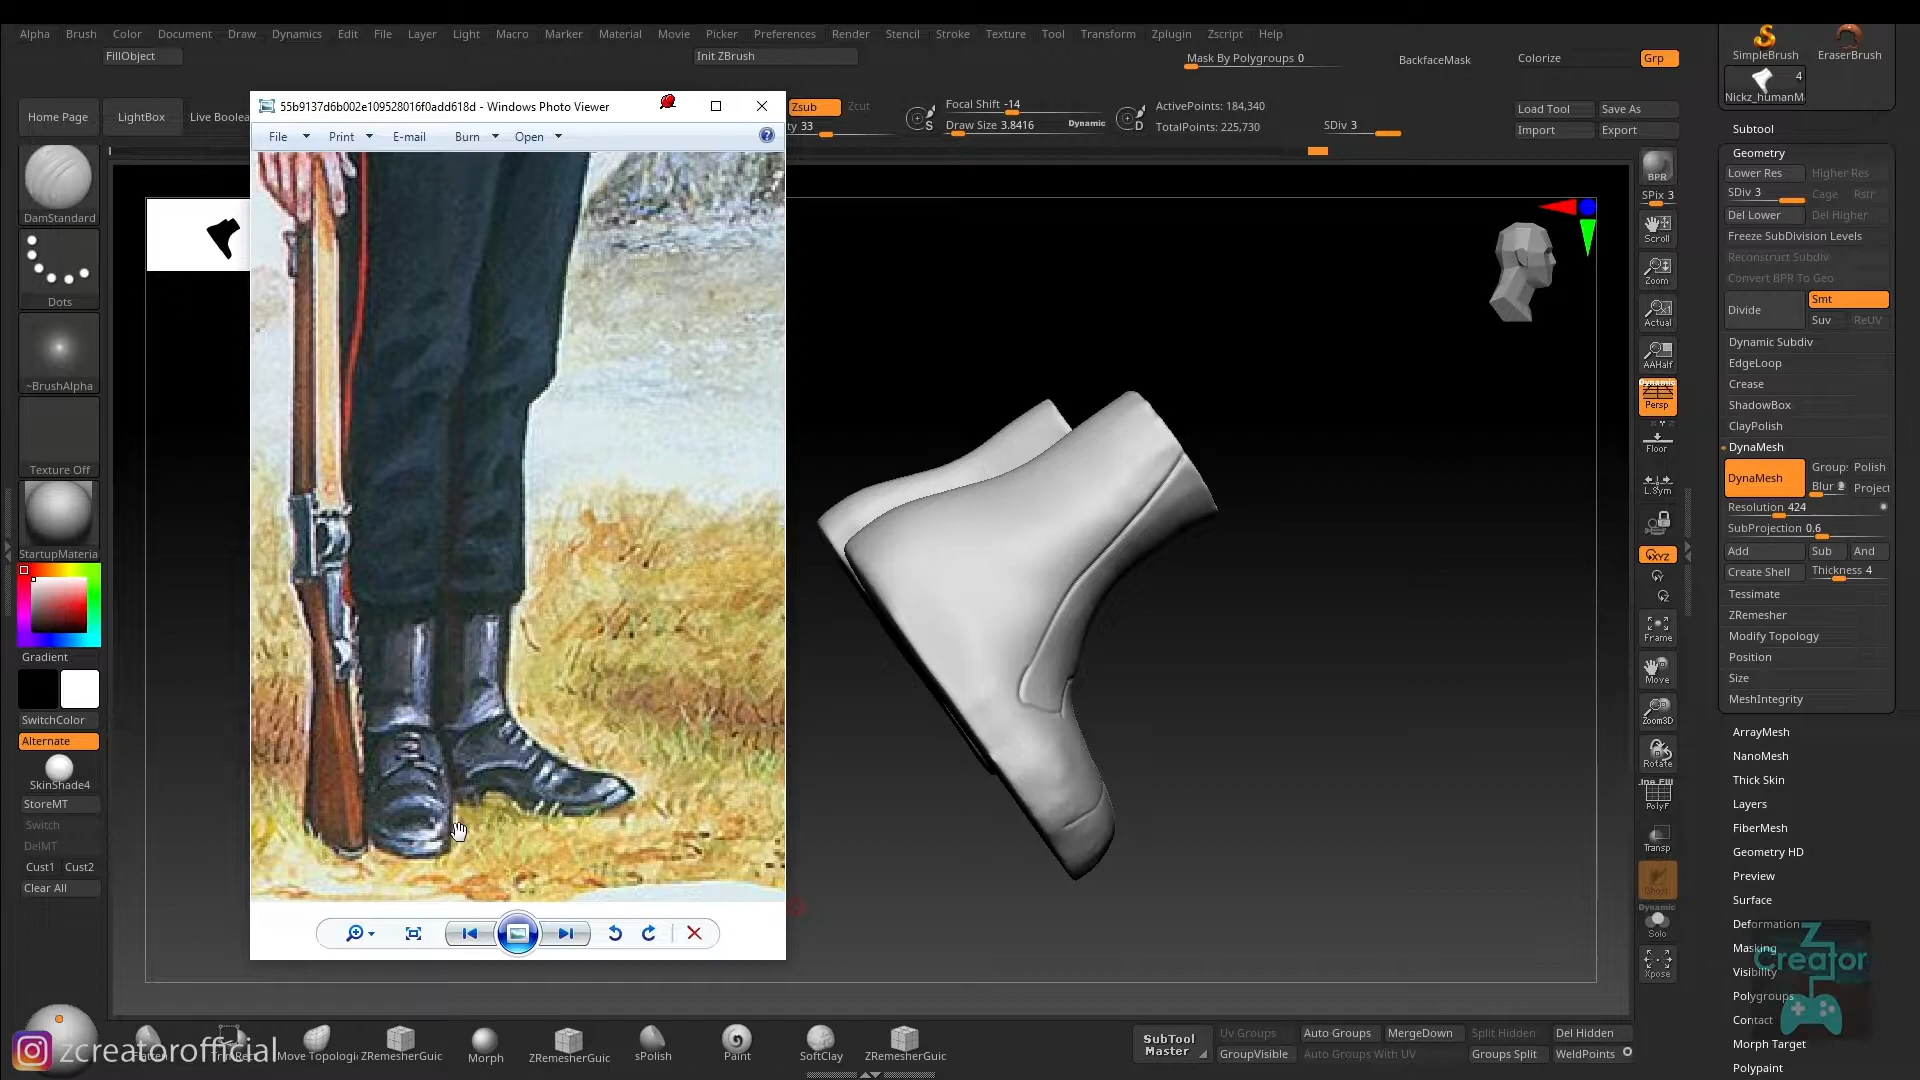 Alpha Brush Color Document Draw Dynamics Edit File Layer Light Macro Marker Material Movie Picker Preferences Render Stencil Stroke Texture Tool Transform Zplugin Zscript Help
FillObject
Init ZBrush
Mask By Polygroups 0
BackfaceMask
Colorize
Grp
SimpleBrush
EraserBrush
4
Nickz_humanM
Home Page
LightBox
Live Boolea
55b9137d6b002e109528016f0add618d - Windows Photo Viewer
File Print E-mail Burn Open
Zsub
Zcut
ty 33
S
Focal Shift -14
Draw Size 3.8416
Dynamic
D
ActivePoints: 184,340
TotalPoints: 225,730
SDiv 3
Load Tool
Save As
Import
Export
DamStandard
Dots
~BrushAlpha
Texture Off
StartupMateria
Gradient
SwitchColor
Alternate
SkinShade4
StoreMT
Switch
DelMT
Cust1 Cust2
Clear All
BPR
SPix 3
Scroll
Zoom
Actual
AAHalf
Dynamic
Persp
Floor
L.Sym
XYZ
Frame
Move
Zoom3D
Rotate
Line Fill
PolyF
Transp
Ghost
Dynamic
Solo
Xpose
Subtool
Geometry
Lower Res
Higher Res
SDiv 3
Cage
Rstr
Del Lower
Del Higher
Freeze SubDivision Levels
Reconstruct Subdiv
Convert BPR To Geo
Divide
Smt
Suv
ReUV
Dynamic Subdiv
EdgeLoop
Crease
ShadowBox
ClayPolish
DynaMesh
DynaMesh
Group:
Polish
Blur 2
Project
Resolution 424
SubProjection 0.6
Add
Sub
And
Create Shell
Thickness 4
Tessimate
ZRemesher
Modify Topology
Position
Size
MeshIntegrity
ArrayMesh
NanoMesh
Thick Skin
Layers
FiberMesh
Geometry HD
Preview
Surface
Deformation
Masking
Visibility
Polygroups
Contact
Morph Target
Polypaint
Z
Creator
zcreatorofficial
Move Topologi
ZRemesherGuic
Morph
ZRemesherGuic
sPolish
Paint
SoftClay
ZRemesherGuic
SubTool
Master
Uv Groups
Auto Groups
MergeDown
Split Hidden
Del Hidden
GroupVisible
Auto Groups With UV
Groups Split
WeldPoints